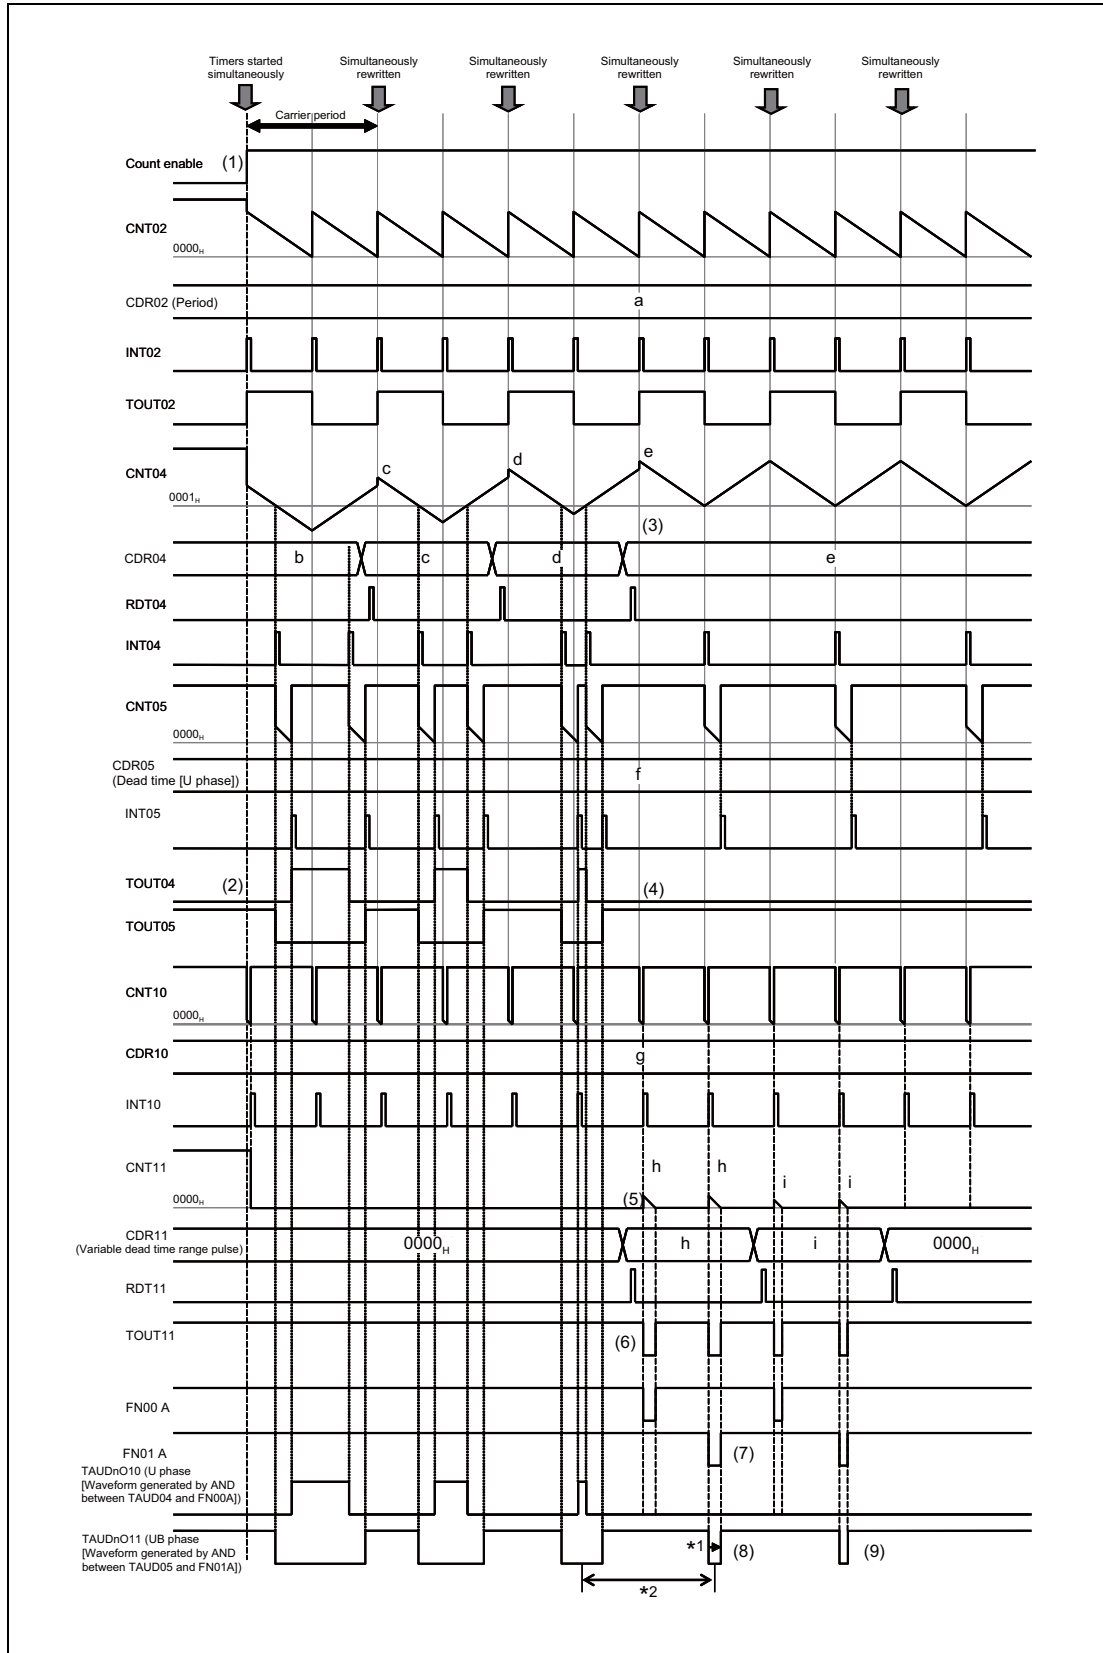 Timers started
simultaneously
Simultaneously
rewritten
Simultaneously
rewritten
Simultaneously
rewritten
Simultaneously
rewritten
Simultaneously
rewritten
Carrier period
Count enable (1)
CNT02
0000H
CDR02 (Period)
a
INT02
TOUT02
CNT04
c
d
e
0001H
(3)
CDR04
b
c
d
e
RDT04
INT04
CNT05
0000H
CDR05
(Dead time [U phase])
f
INT05
TOUT04
(2)
(4)
TOUT05
CNT10
0000H
CDR10
g
INT10
CNT11
h
h
i
i
0000H
(5)
CDR11
(Variable dead time range pulse)
0000H
h
i
0000H
RDT11
TOUT11
(6)
FN00 A
FN01 A
(7)
TAUDnO10 (U phase
[Waveform generated by AND
between TAUD04 and FN00A])
TAUDnO11 (UB phase
[Waveform generated by AND
between TAUD05 and FN01A])
*1
(8)
(9)
*2